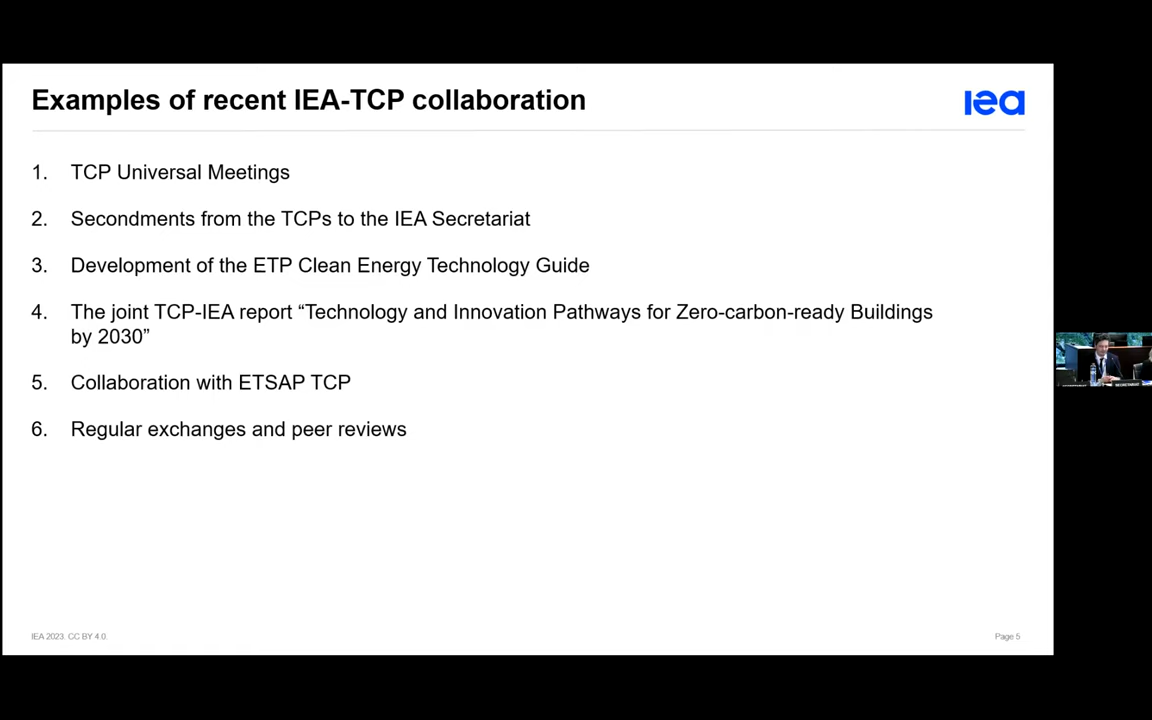 Examples of recent IEA-TCP collaboration
iea
1. TCP Universal Meetings
2. Secondments from the TCPs to the IEA Secretariat
3. Development of the ETP Clean Energy Technology Guide
4. The joint TCP-IEA report “Technology and Innovation Pathways for Zero-carbon-ready Buildings
by 2030”
5. Collaboration with ETSAP TCP
6. Regular exchanges and peer reviews
SECRETARIAT
IEA 2023. CC BY 4.0.
Page 5